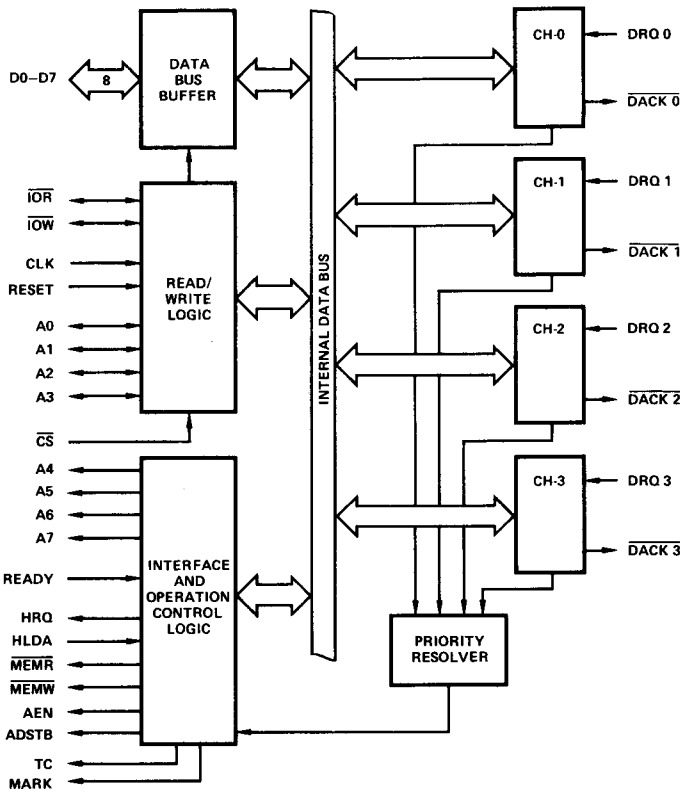 D0–D7
8
DATA
BUS
BUFFER
IOR
IOW
CLK
RESET
A0
A1
A2
A3
CS
READ/
WRITE
LOGIC
A4
A5
A6
A7
READY
HRQ
HLDA
MEMR
MEMW
AEN
ADSTB
TC
MARK
INTERFACE
AND
OPERATION
CONTROL
LOGIC
INTERNAL DATA BUS
CH-0
DRQ 0
DACK 0
CH-1
DRQ 1
DACK 1
CH-2
DRQ 2
DACK 2
CH-3
DRQ 3
DACK 3
PRIORITY
RESOLVER